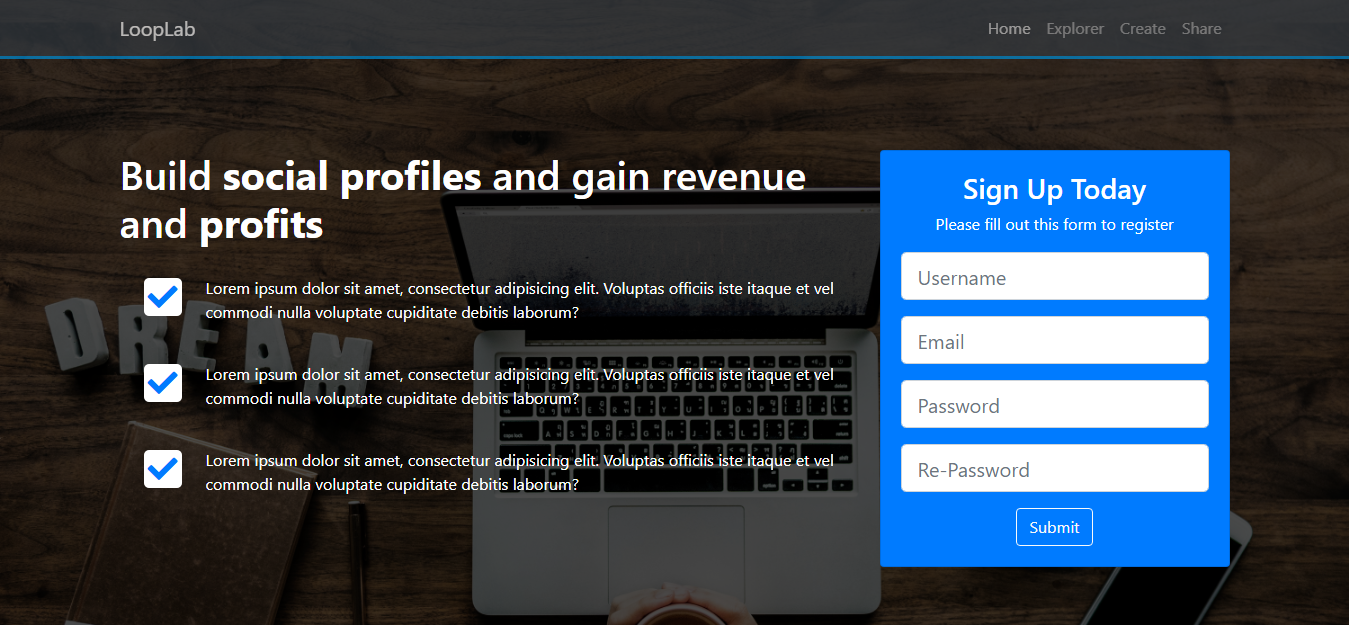 LoopLab
Home Explorer Create Share
Build social profiles and gain revenue
and profits
Lorem ipsum dolor sit amet, consectetur adipisicing elit. Voluptas officiis iste itaque et vel
commodi nulla voluptate cupiditate debitis laborum?
Lorem ipsum dolor sit amet, consectetur adipisicing elit. Voluptas officiis iste itaque et vel
commodi nulla voluptate cupiditate debitis laborum?
Lorem ipsum dolor sit amet, consectetur adipisicing elit. Voluptas officiis iste itaque et vel
commodi nulla voluptate cupiditate debitis laborum?
DREAM
Sign Up Today
Please fill out this form to register
Username
Email
Password
Re-Password
Submit